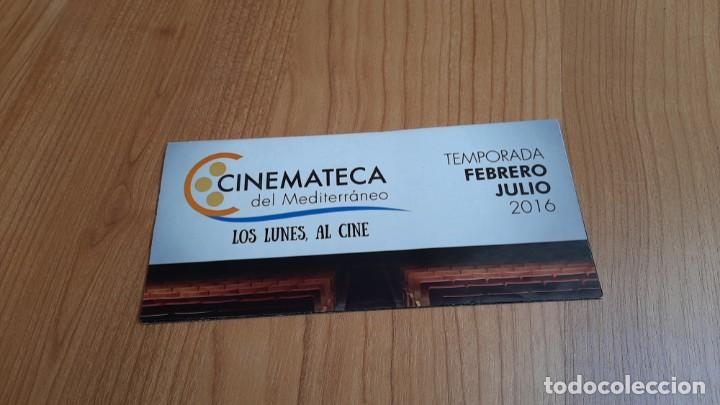 CINEMATECA
del Mediterráneo
LOS LUNES, AL CINE
TEMPORADA
FEBRERO
JULIO
2016
todocoleccion